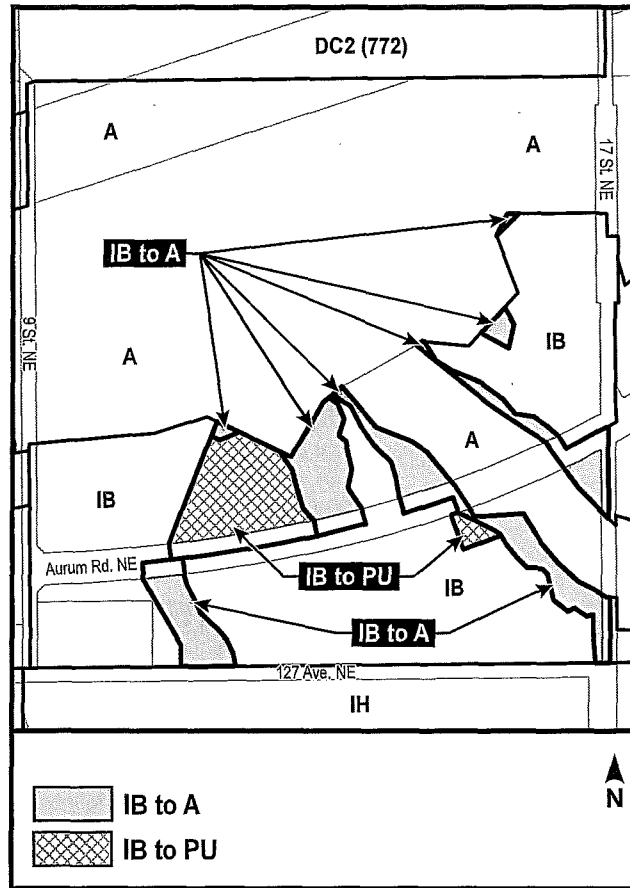 DC2 (772)
A
A
17 St. NE
IB to A
9 St. NE
A
IB
A
IB
Aurum Rd. NE
IB to PU
IB
IB to A
127 Ave. NE
IH
N
IB to A
IB to PU